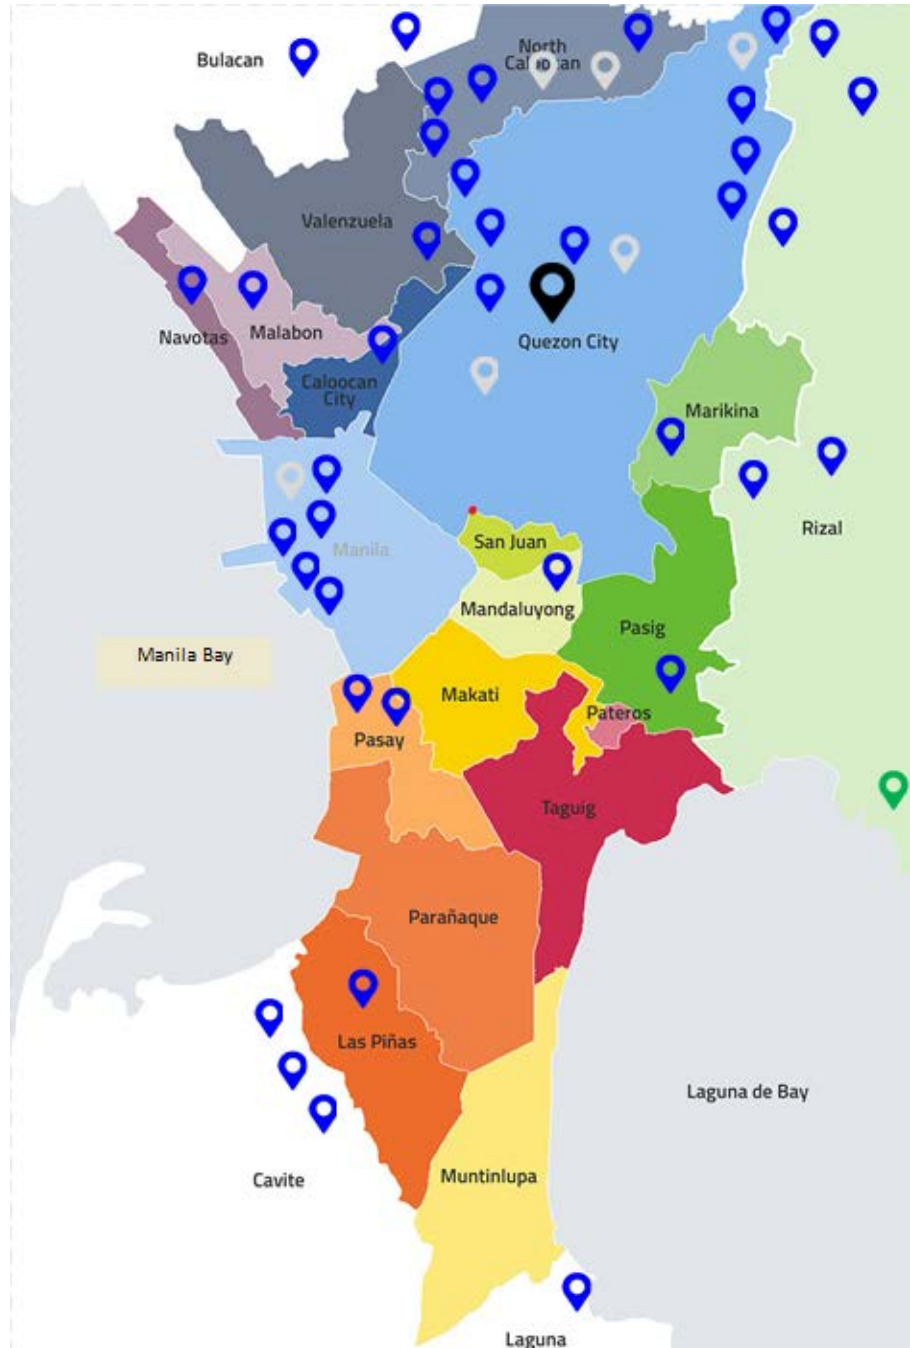 North
Caloocan
Bulacan
Valenzuela
Navotas
Malabon
Quezon City
Caloocan
City
Marikina
Rizal
San Juan
Manila
Mandaluyong
Pasig
Manila Bay
Makati
Pateros
Pasay
Taguig
Parañaque
Las Piñas
Laguna de Bay
Cavite
Muntinlupa
Laguna